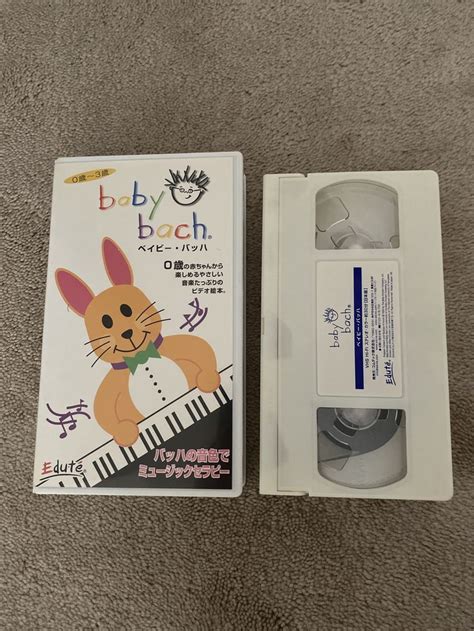 0歳~3歳
baby
bach®
ベイビー・バッハ
0歳の赤ちゃんから
楽しめるやさしい
音楽たっぷりの
ビデオ絵本。
Eduté®
バッハの音色で
ミュージックセラピー
baby
bach®
ベイビー・バッハ
Eduté®